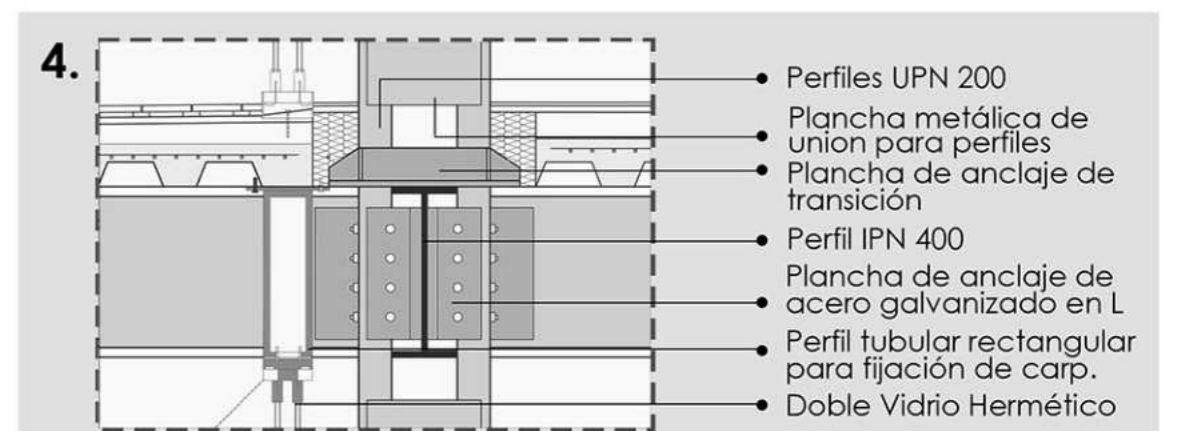 4.
Perfiles UPN 200
Plancha metálica de
union para perfiles
Plancha de anclaje de
transición
Perfil IPN 400
Plancha de anclaje de
acero galvanizado en L
Perfil tubular rectangular
para fijación de carp.
Doble Vidrio Hermético